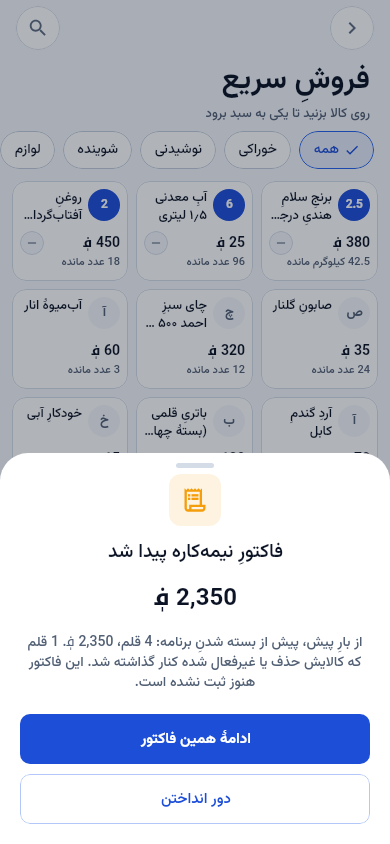 فروشِ سریع
روی کالا بزنید تا یکی به سبد برود
همه
خوراکی
نوشیدنی
شوینده
لوازم
2.5
برنجِ سلامِ
هندیِ درجـ...
380 ؋
42.5 کیلوگرم مانده
6
آبِ معدنی
۱٫۵ لیتری
25 ؋
96 عدد مانده
2
روغنِ
آفتاب‌گردا...
450 ؋
18 عدد مانده
ص
صابونِ گلنار
35 ؋
24 عدد مانده
چ
چای سبزِ
احمد ۵۰۰ ...
320 ؋
12 عدد مانده
آ
آب‌میوهٔ انار
60 ؋
3 عدد مانده
آ
آردِ گندمِ
کابل
ب
باتریِ قلمی
(بستهٔ چها...
خ
خودکارِ آبی
فاکتورِ نیمه‌کاره پیدا شد
2,350 ؋
از بارِ پیش، پیش از بسته شدنِ برنامه: 4 قلم، 2,350 ؋. 1 قلم
که کالایش حذف یا غیرفعال شده کنار گذاشته شد. این فاکتور
هنوز ثبت نشده است.
ادامهٔ همین فاکتور
دور انداختن